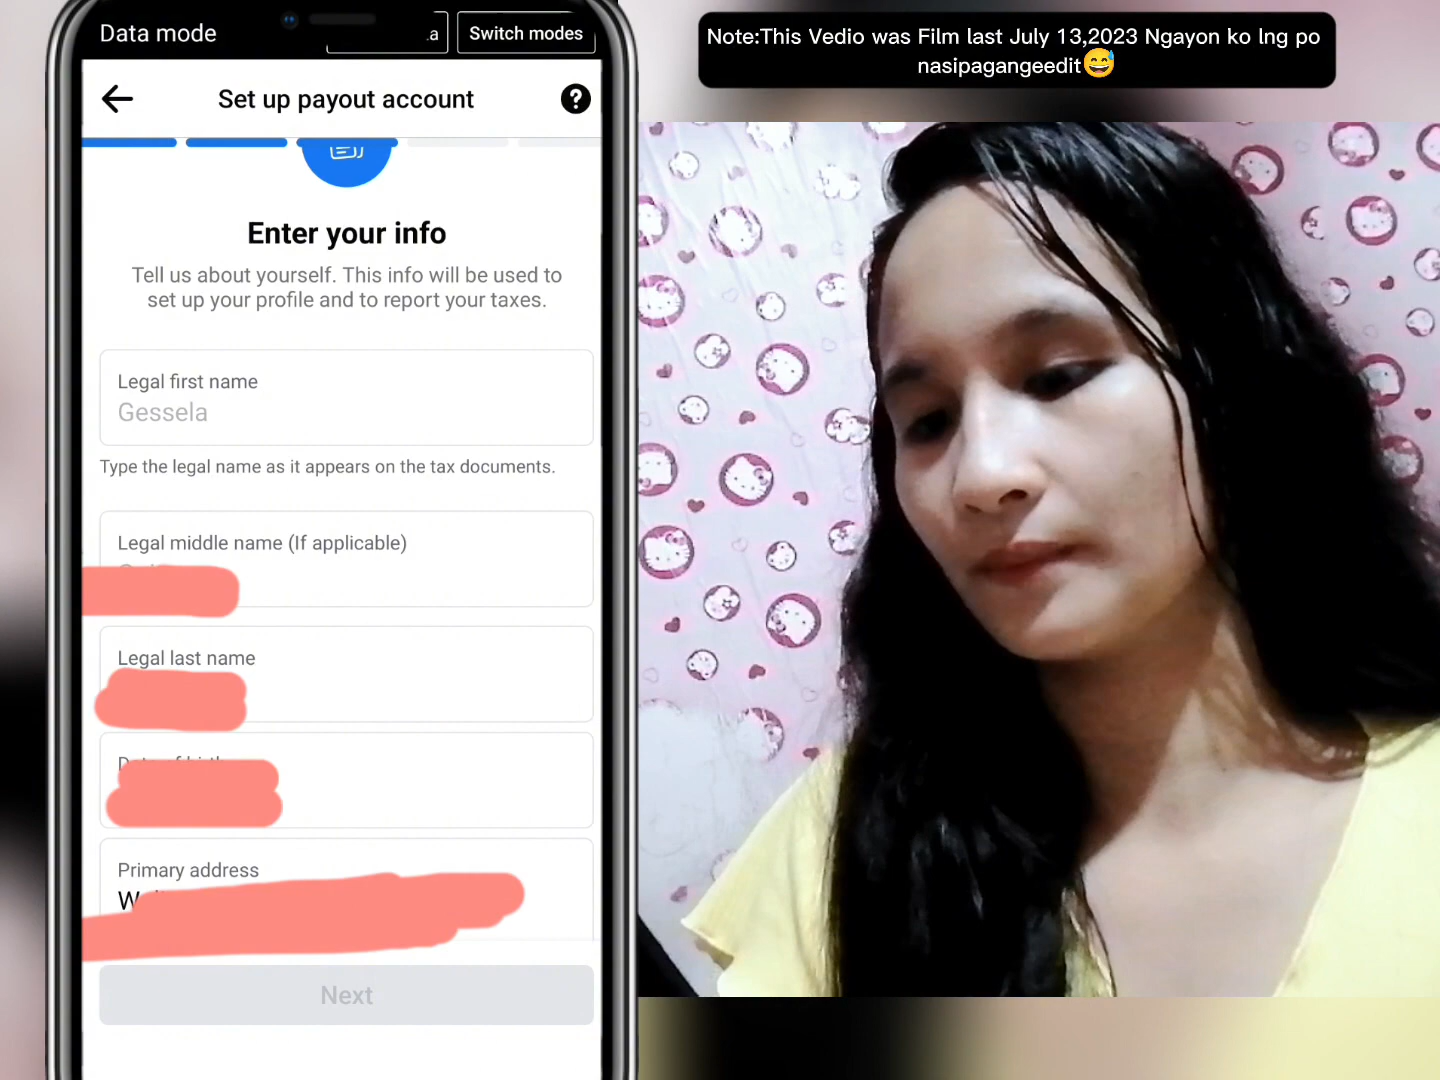 Data mode
Switch modes
Note:This Vedio was Film last July 13,2023 Ngayon ko lng po
nasipagangeedit😅
Set up payout account
Enter your info
Tell us about yourself. This info will be used to
set up your profile and to report your taxes.
Legal first name
Gessela
Type the legal name as it appears on the tax documents.
Legal middle name (If applicable)
Legal last name
Primary address
Next